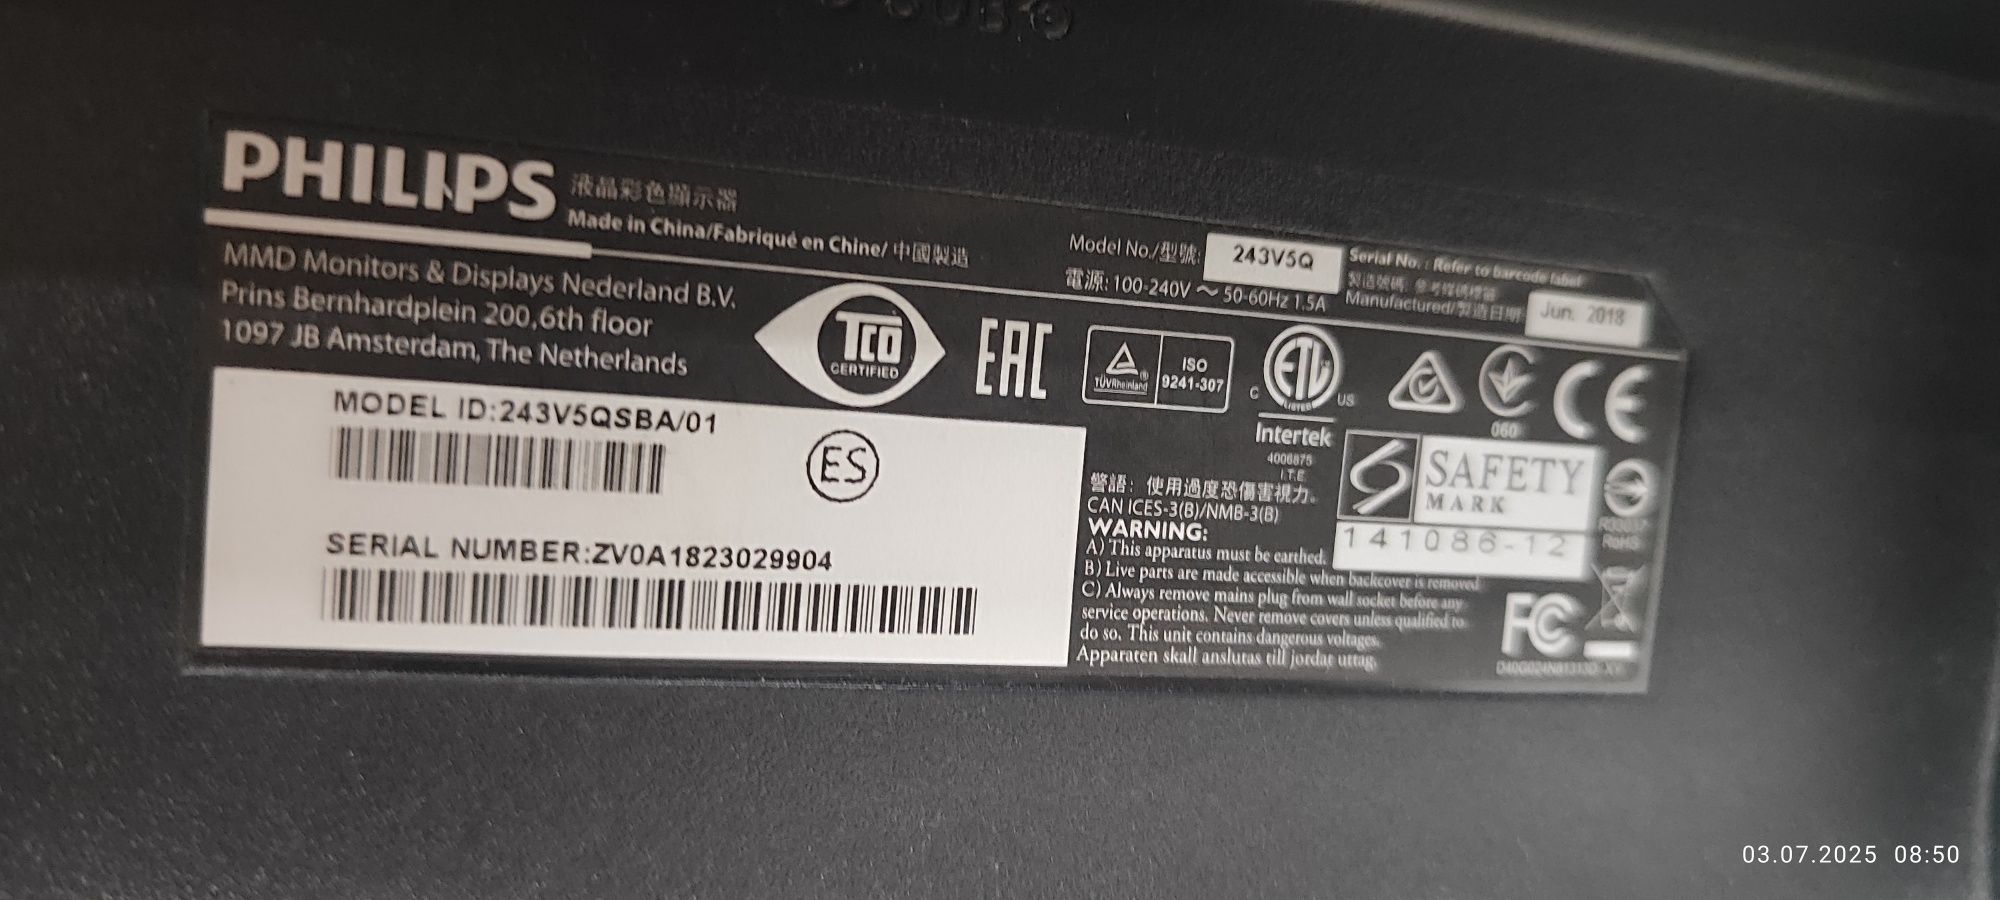 PHILIPS 液晶彩色顯示器
Made in China/Fabriqué en Chine/ 中國製造
MMD Monitors & Displays Nederland B.V.
Prins Bernhardplein 200,6th floor
1097 JB Amsterdam, The Netherlands
Model No./型號: 243V5Q
電源: 100-240V ～ 50-60Hz 1.5A
Serial No. : Refer to barcode label
Manufactured/製造日期: Jun. 2018
TCO
CERTIFIED
EAC
TÜVRheinland
ISO
9241-307
ETL
LISTED
C US
Intertek
4006875
I.T.E
060
CE
MODEL ID:243V5QSBA/01
ES
SERIAL NUMBER:ZV0A1823029904
警語: 使用過度恐傷害視力。
CAN ICES-3(B)/NMB-3(B)
WARNING:
A) This apparatus must be earthed.
B) Live parts are made accessible when backcover is removed
C) Always remove mains plug from wall socket before any
service operations. Never remove covers unless qualified to
do so. This unit contains dangerous voltages.
Apparaten skall anslutas till jordat uttag.
SAFETY
MARK
141086-12
RoHS
FC
03.07.2025 08:50